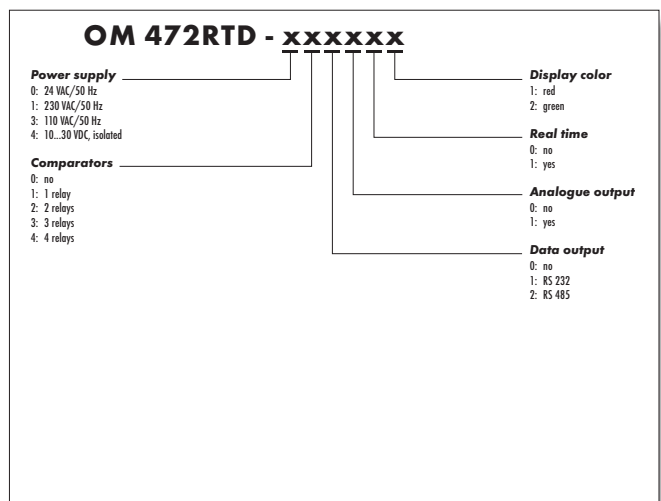 OM 472RTD - xxxxxx
Power supply
0: 24 VAC/50 Hz
1: 230 VAC/50 Hz
3: 110 VAC/50 Hz
4: 10...30 VDC, isolated
Comparators
0: no
1: 1 relay
2: 2 relays
3: 3 relays
4: 4 relays
Display color
1: red
2: green
Real time
0: no
1: yes
Analogue output
0: no
1: yes
Data output
0: no
1: RS 232
2: RS 485